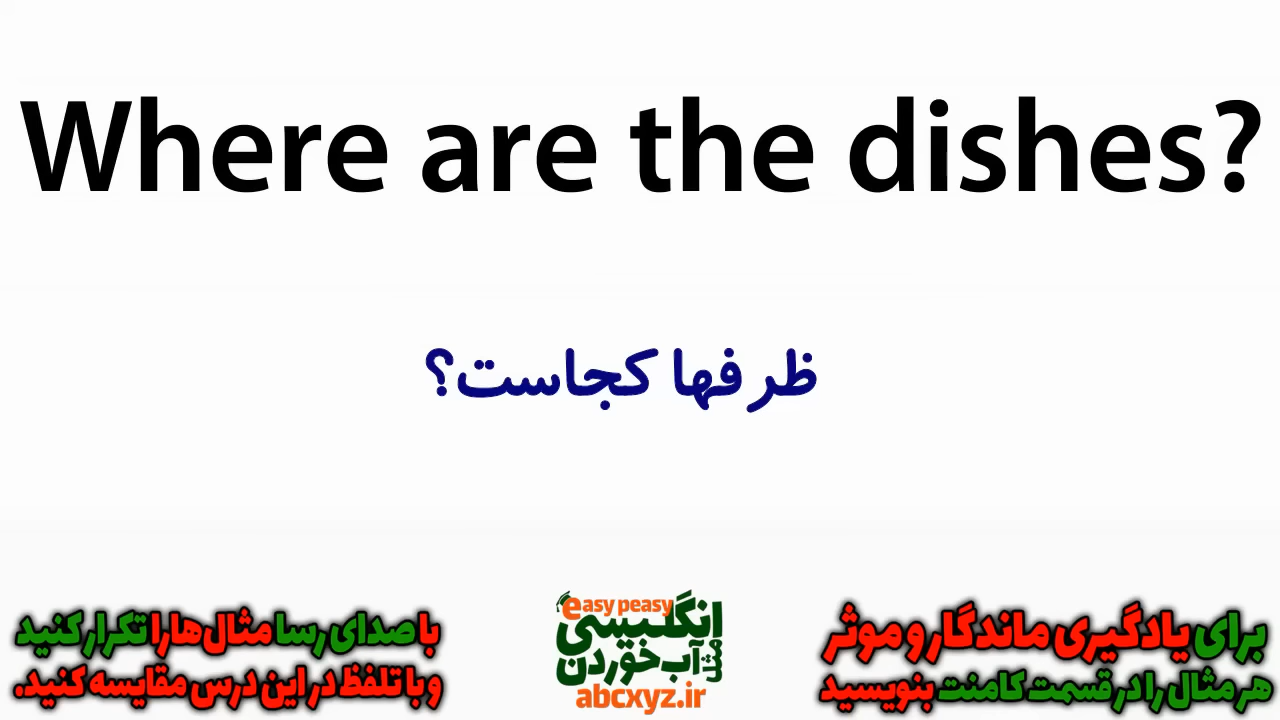 Where are the dishes?
ظرفها کجاست؟
برای یادگیری ماندگار و موثر
هر مثال را در قسمت کامنت بنویسید
easy peasy
انگلیسی
مثل آب خوردن
abcxyz.ir
با صدای رسا مثال‌ها را تکرار کنید
و با تلفظ در این درس مقایسه کنید.